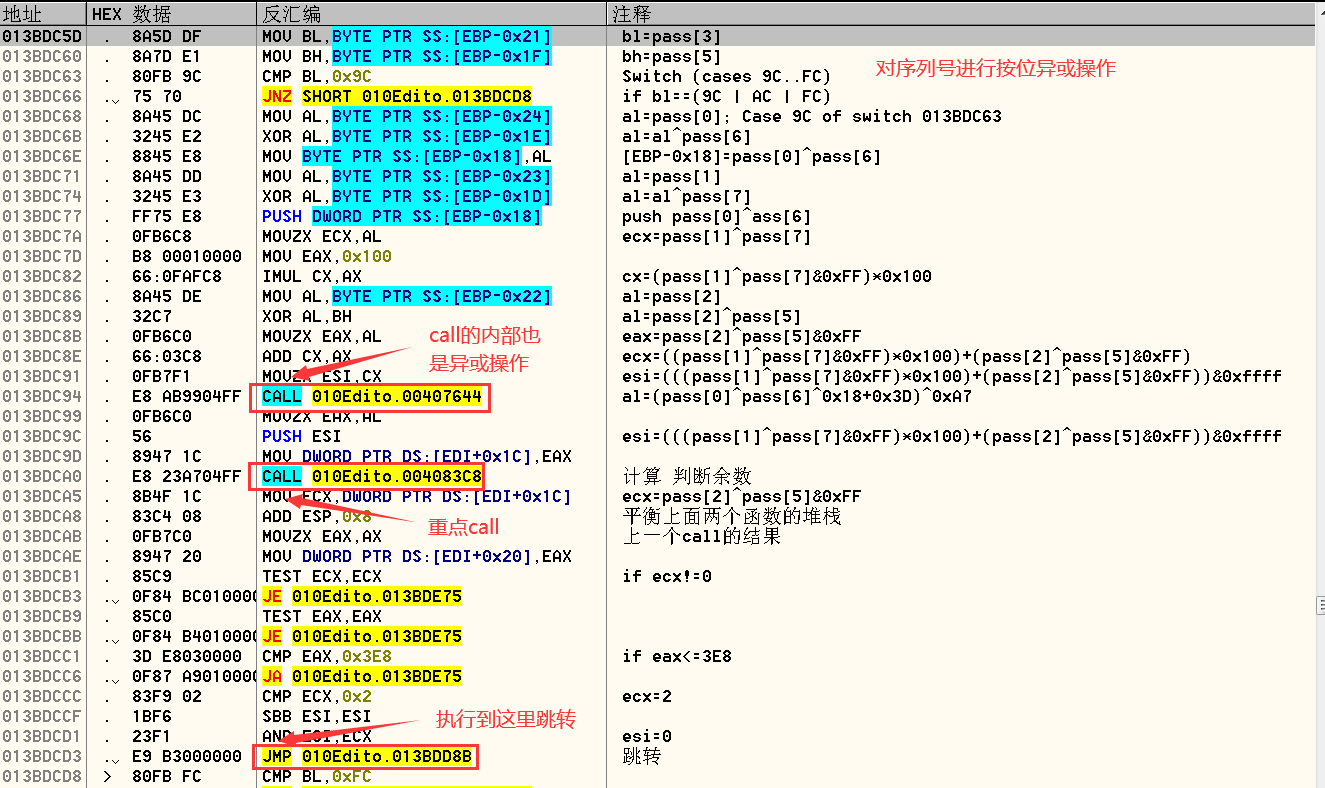 地址 HEX 数据 反汇编 注释
013BDC5D . 8A5D DF MOV BL,BYTE PTR SS:[EBP-0x21] bl=pass[3]
013BDC60 . 8A7D E1 MOV BH,BYTE PTR SS:[EBP-0x1F] bh=pass[5]
013BDC63 . 80FB 9C CMP BL,0x9C Switch (cases 9C..FC) 对序列号进行按位异或操作
013BDC66 .⌄ 75 70 JNZ SHORT 010Edito.013BDCD8 if bl==(9C | AC | FC)
013BDC68 . 8A45 DC MOV AL,BYTE PTR SS:[EBP-0x24] al=pass[0]; Case 9C of switch 013BDC63
013BDC6B . 3245 E2 XOR AL,BYTE PTR SS:[EBP-0x1E] al=al^pass[6]
013BDC6E . 8845 E8 MOV BYTE PTR SS:[EBP-0x18],AL [EBP-0x18]=pass[0]^pass[6]
013BDC71 . 8A45 DD MOV AL,BYTE PTR SS:[EBP-0x23] al=pass[1]
013BDC74 . 3245 E3 XOR AL,BYTE PTR SS:[EBP-0x1D] al=al^pass[7]
013BDC77 . FF75 E8 PUSH DWORD PTR SS:[EBP-0x18] push pass[0]^ass[6]
013BDC7A . 0FB6C8 MOVZX ECX,AL ecx=pass[1]^pass[7]
013BDC7D . B8 00010000 MOV EAX,0x100
013BDC82 . 66:0FAFC8 IMUL CX,AX cx=(pass[1]^pass[7]&0xFF)*0x100
013BDC86 . 8A45 DE MOV AL,BYTE PTR SS:[EBP-0x22] al=pass[2]
013BDC89 . 32C7 XOR AL,BH al=pass[2]^pass[5]
013BDC8B . 0FB6C0 MOVZX EAX,AL call的内部也 eax=pass[2]^pass[5]&0xFF
013BDC8E . 66:03C8 ADD CX,AX 是异或操作 ecx=((pass[1]^pass[7]&0xFF)*0x100)+(pass[2]^pass[5]&0xFF)
013BDC91 . 0FB7F1 MOVZX ESI,CX esi=(((pass[1]^pass[7]&0xFF)*0x100)+(pass[2]^pass[5]&0xFF))&0xffff
013BDC94 . E8 AB9904FF CALL 010Edito.00407644 al=(pass[0]^pass[6]^0x18+0x3D)^0xA7
013BDC99 . 0FB6C0 MOVZX EAX,AL
013BDC9C . 56 PUSH ESI esi=(((pass[1]^pass[7]&0xFF)*0x100)+(pass[2]^pass[5]&0xFF))&0xffff
013BDC9D . 8947 1C MOV DWORD PTR DS:[EDI+0x1C],EAX
013BDCA0 . E8 23A704FF CALL 010Edito.004083C8 计算 判断余数
013BDCA5 . 8B4F 1C MOV ECX,DWORD PTR DS:[EDI+0x1C] ecx=pass[2]^pass[5]&0xFF
013BDCA8 . 83C4 08 ADD ESP,0x8 重点call 平衡上面两个函数的堆栈
013BDCAB . 0FB7C0 MOVZX EAX,AX 上一个call的结果
013BDCAE . 8947 20 MOV DWORD PTR DS:[EDI+0x20],EAX
013BDCB1 . 85C9 TEST ECX,ECX if ecx!=0
013BDCB3 .⌄ 0F84 BC010000 JE 010Edito.013BDE75
013BDCB9 . 85C0 TEST EAX,EAX
013BDCBB .⌄ 0F84 B4010000 JE 010Edito.013BDE75
013BDCC1 . 3D E8030000 CMP EAX,0x3E8 if eax<=3E8
013BDCC6 .⌄ 0F87 A9010000 JA 010Edito.013BDE75
013BDCCC . 83F9 02 CMP ECX,0x2 ecx=2
013BDCCF . 1BF6 SBB ESI,ESI 执行到这里跳转
013BDCD1 . 23F1 AND ESI,ECX esi=0
013BDCD3 .⌄ E9 B3000000 JMP 010Edito.013BDD8B 跳转
013BDCD8 > 80FB FC CMP BL,0xFC